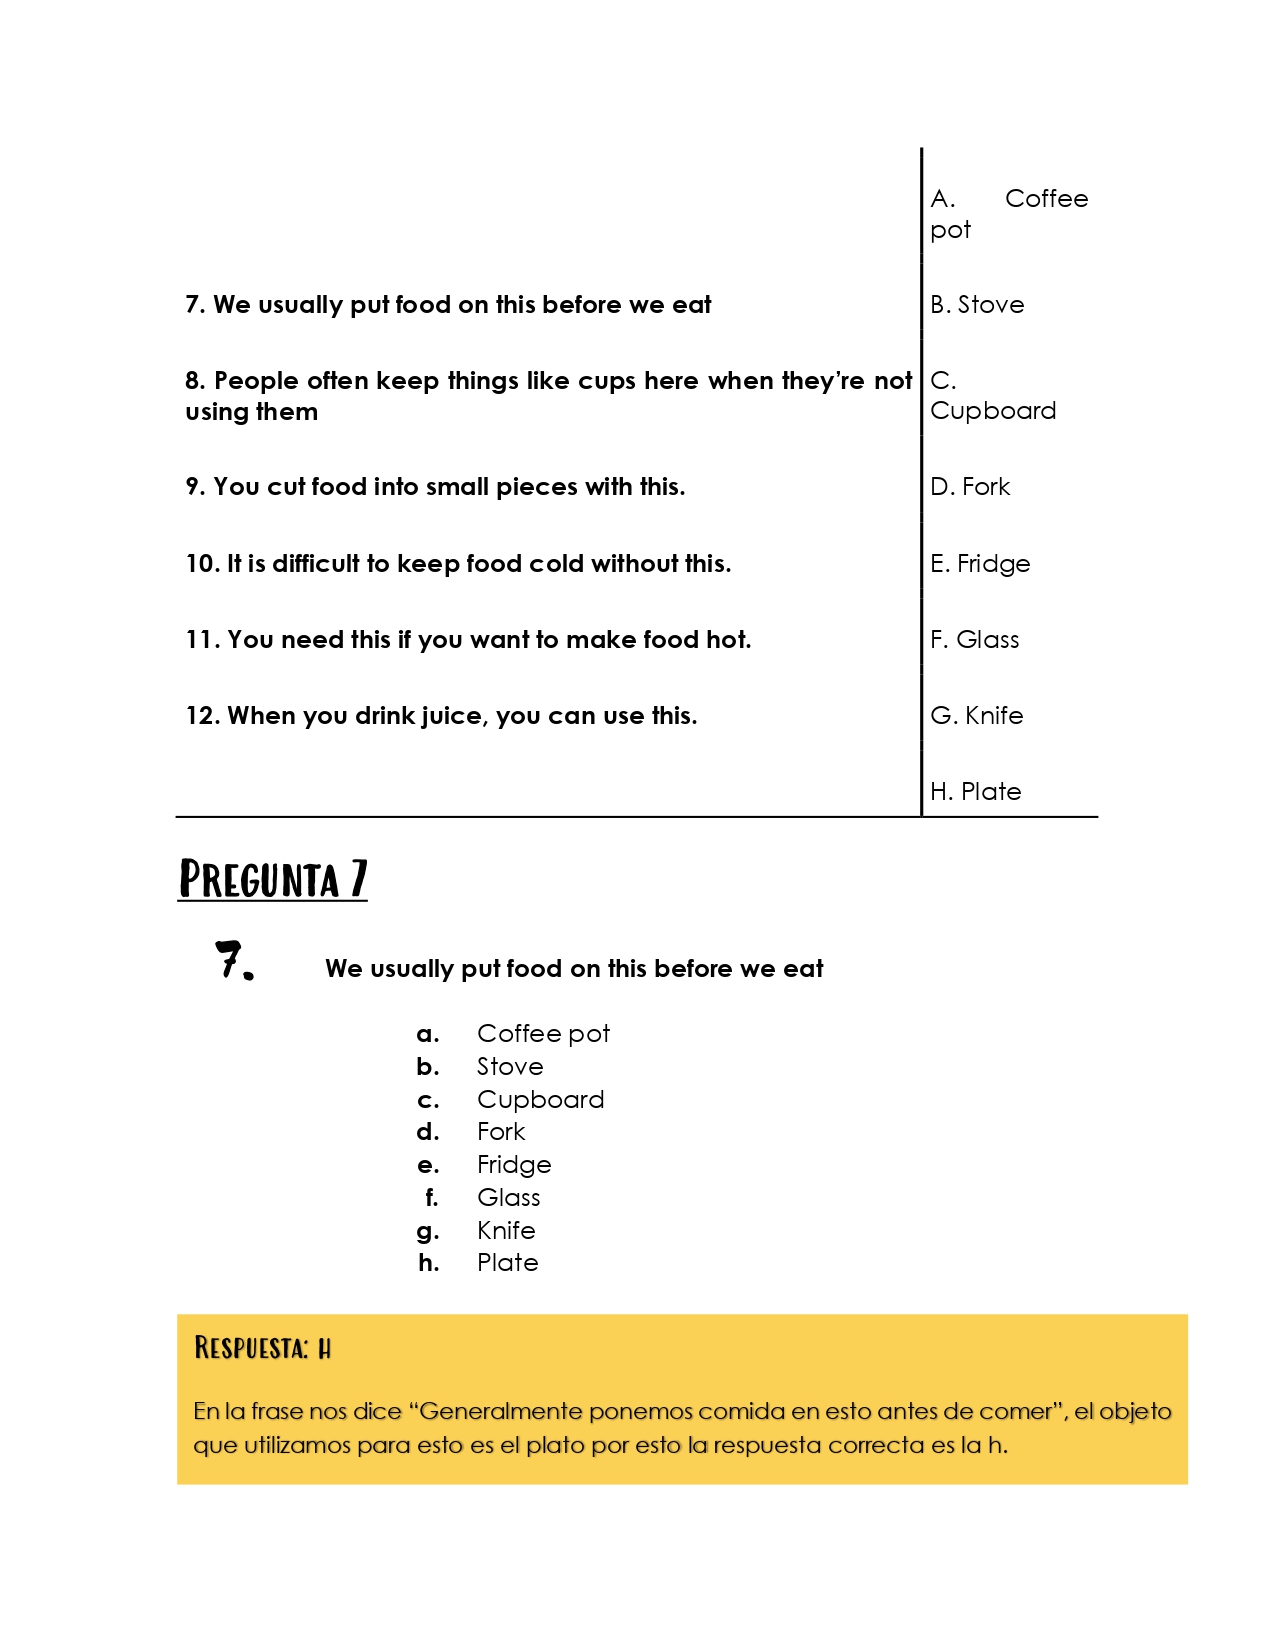 A. Coffee
pot
7. We usually put food on this before we eat
B. Stove
8. People often keep things like cups here when they’re not
using them
C.
Cupboard
9. You cut food into small pieces with this.
D. Fork
10. It is difficult to keep food cold without this.
E. Fridge
11. You need this if you want to make food hot.
F. Glass
12. When you drink juice, you can use this.
G. Knife
H. Plate
PREGUNTA 7
7. We usually put food on this before we eat
a. Coffee pot
b. Stove
c. Cupboard
d. Fork
e. Fridge
f. Glass
g. Knife
h. Plate
RESPUESTA: H
En la frase nos dice “Generalmente ponemos comida en esto antes de comer”, el objeto
que utilizamos para esto es el plato por esto la respuesta correcta es la h.